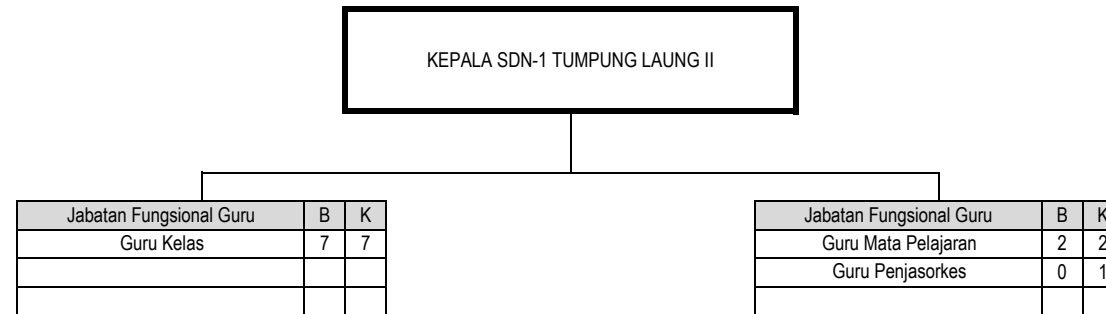 KEPALA SDN-1 TUMPUNG LAUNG II
Jabatan Fungsional Guru B K
Guru Kelas 7 7
Jabatan Fungsional Guru B K
Guru Mata Pelajaran 2 2
Guru Penjasorkes 0 1